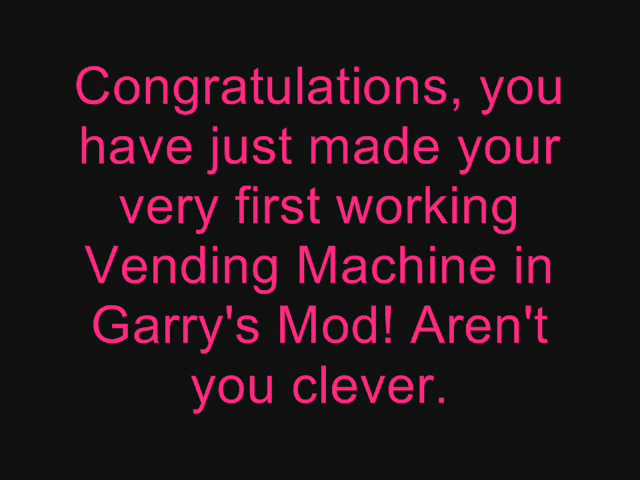 Congratulations, you
have just made your
very first working
Vending Machine in
Garry's Mod! Aren't
you clever.